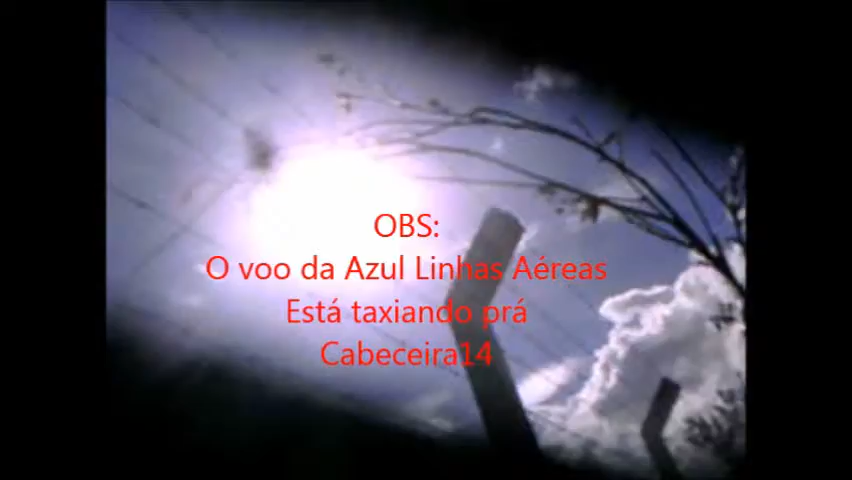 OBS:
O voo da Azul Linhas Aéreas
Está taxiando prá
Cabeceira14